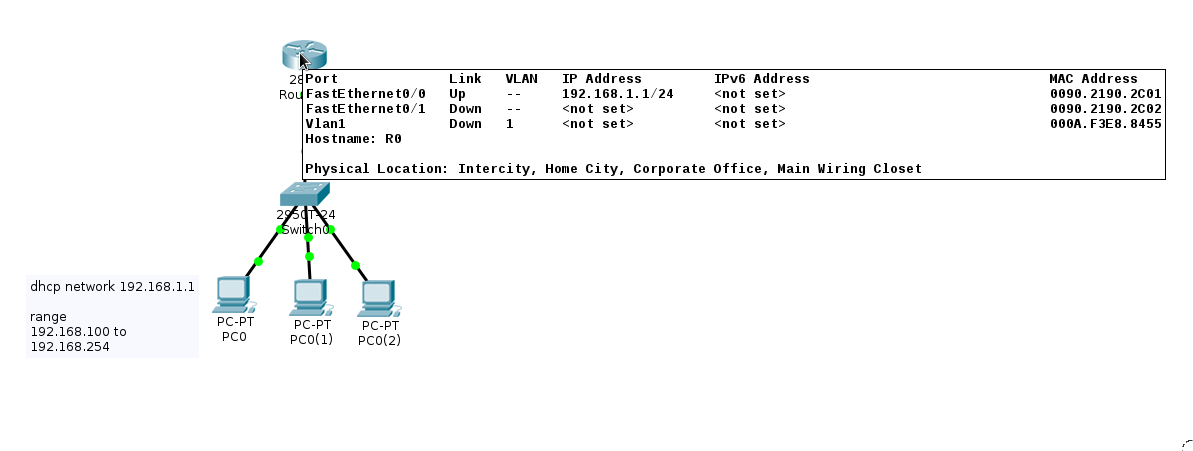 Port Link VLAN IP Address IPv6 Address MAC Address
FastEthernet0/0 Up -- 192.168.1.1/24 <not set> 0090.2190.2C01
FastEthernet0/1 Down -- <not set> <not set> 0090.2190.2C02
Vlan1 Down 1 <not set> <not set> 000A.F3E8.8455
Hostname: R0
Physical Location: Intercity, Home City, Corporate Office, Main Wiring Closet
2950T-24
Switch0
dhcp network 192.168.1.1
range
192.168.100 to
192.168.254
PC-PT
PC0
PC-PT
PC0(1)
PC-PT
PC0(2)